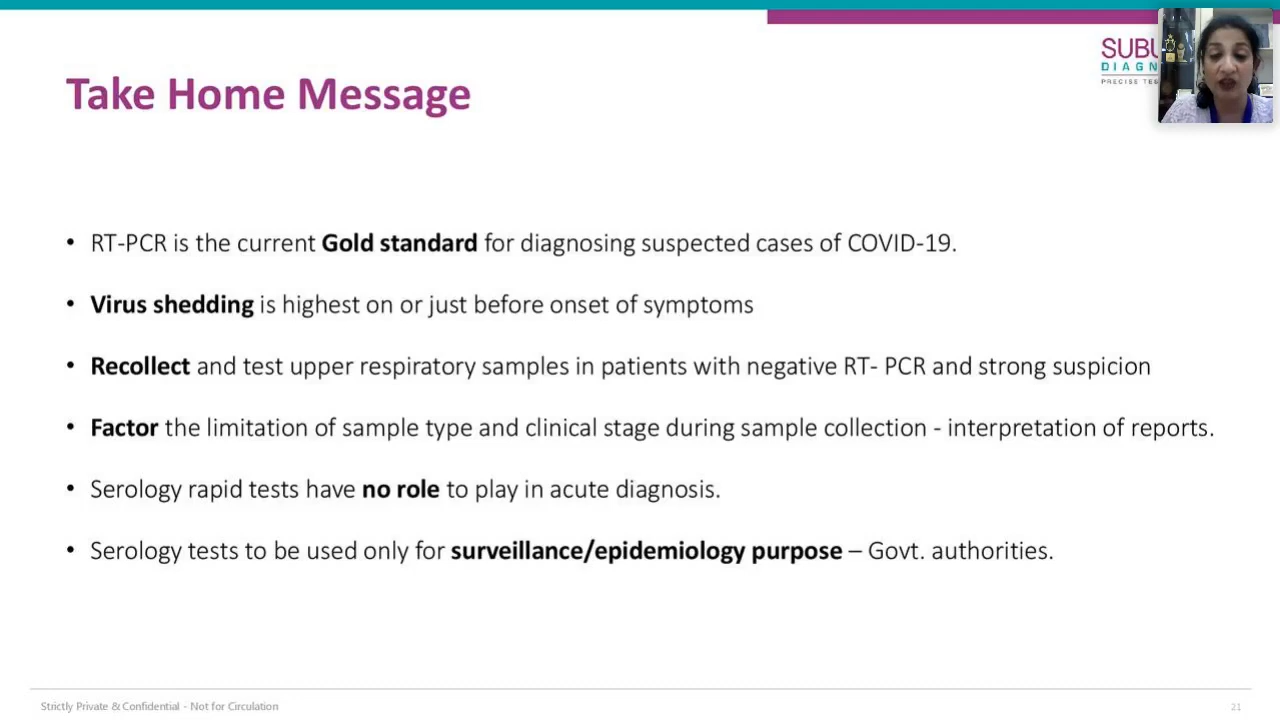 SUBU
DIAGN
PRECISE TES
Take Home Message
• RT-PCR is the current Gold standard for diagnosing suspected cases of COVID-19.
• Virus shedding is highest on or just before onset of symptoms
• Recollect and test upper respiratory samples in patients with negative RT- PCR and strong suspicion
• Factor the limitation of sample type and clinical stage during sample collection - interpretation of reports.
• Serology rapid tests have no role to play in acute diagnosis.
• Serology tests to be used only for surveillance/epidemiology purpose – Govt. authorities.
Strictly Private & Confidential - Not for Circulation
21